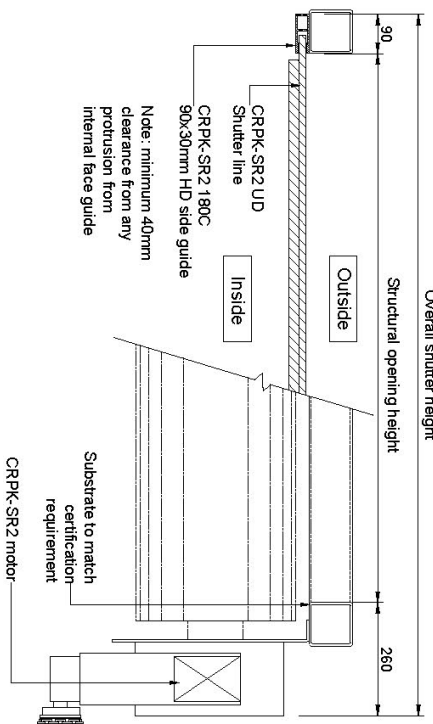 Overall shutter height
90
Structural opening height
260
Outside
Inside
CRPK-SR2 UD
Shutter line
CRPK-SR2 180C
90x30mm HD side guide
Note: minimum 40mm
clearance from any
protrusion from
internal face guide
Substrate to match
certification
requirement
CRPK-SR2 motor